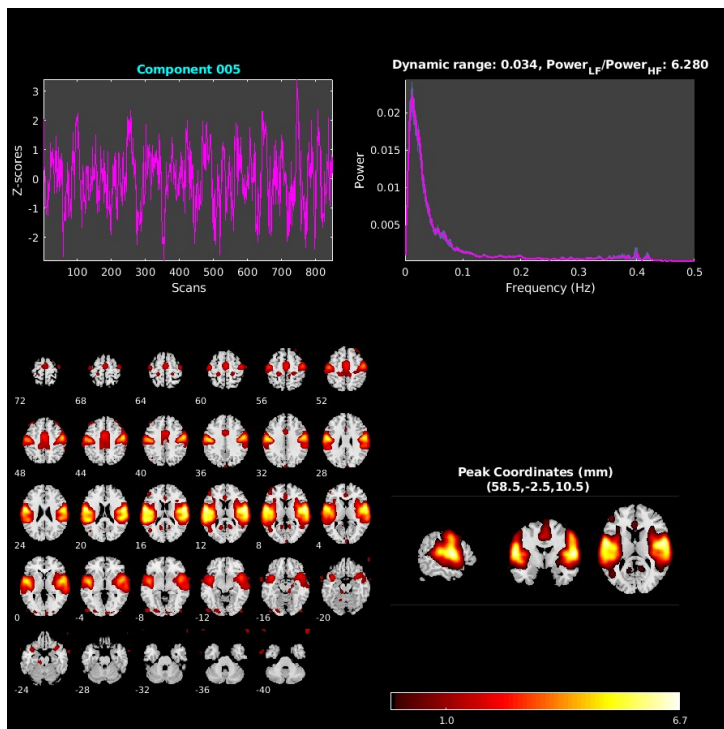 Component 005
3
2
1
0
-1
-2
Z-scores
100 200 300 400 500 600 700 800
Scans
Dynamic range: 0.034, Power_LF/Power_HF: 6.280
0.02
0.015
0.01
0.005
Power
0 0.1 0.2 0.3 0.4 0.5
Frequency (Hz)
72 68 64 60 56 52
48 44 40 36 32 28
24 20 16 12 8 4
0 -4 -8 -12 -16 -20
-24 -28 -32 -36 -40
Peak Coordinates (mm)
(58.5,-2.5,10.5)
1.0 6.7